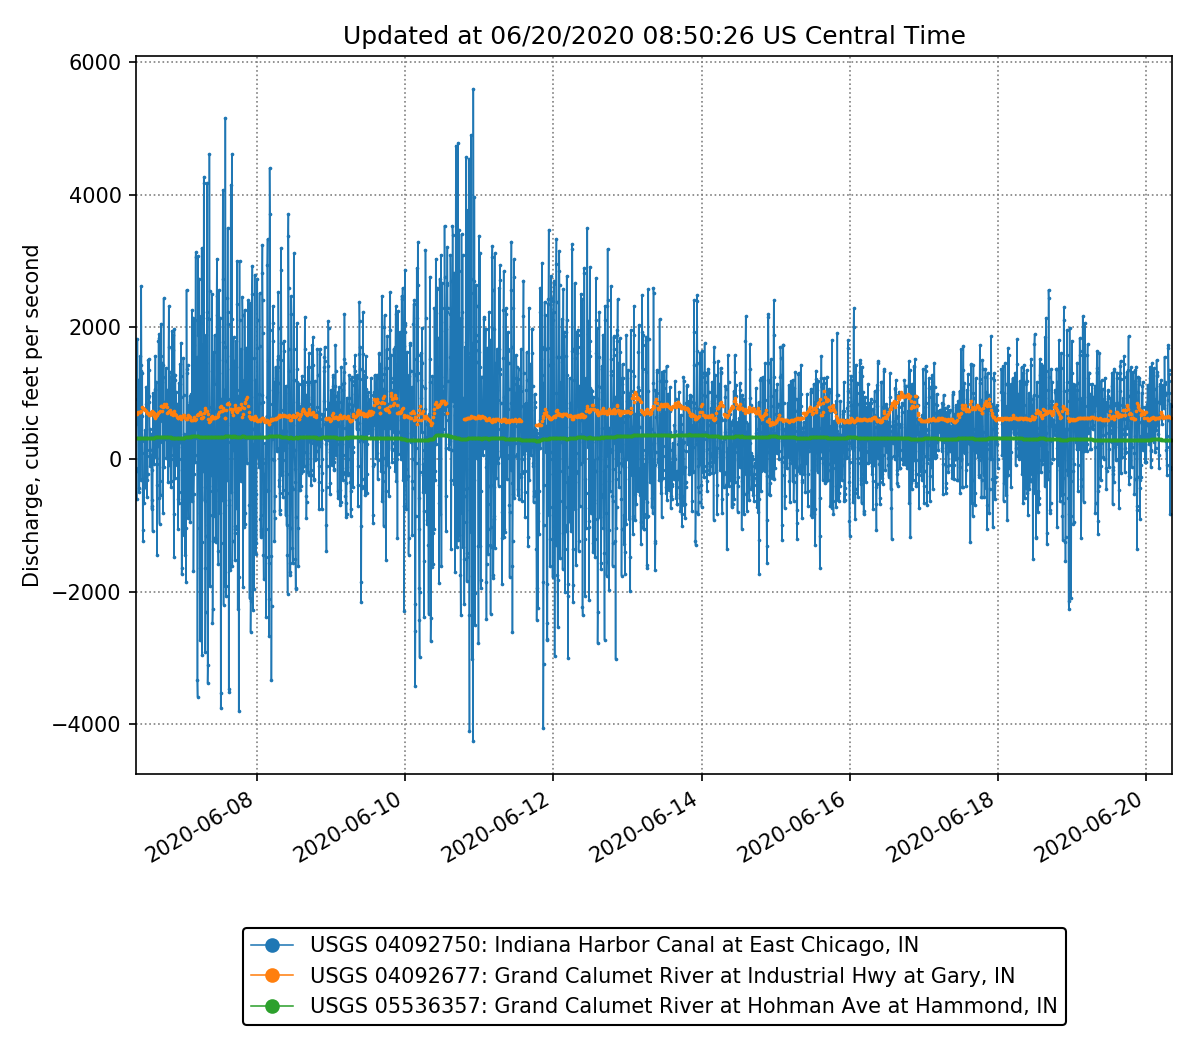 Updated at 06/20/2020 08:50:26 US Central Time
6000
4000
2000
0
−2000
−4000
Discharge, cubic feet per second
2020-06-08
2020-06-10
2020-06-12
2020-06-14
2020-06-16
2020-06-18
2020-06-20
USGS 04092750: Indiana Harbor Canal at East Chicago, IN
USGS 04092677: Grand Calumet River at Industrial Hwy at Gary, IN
USGS 05536357: Grand Calumet River at Hohman Ave at Hammond, IN